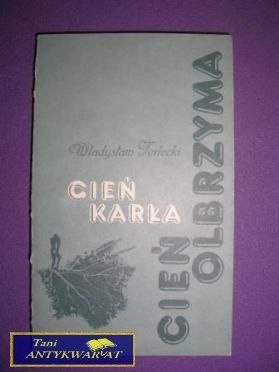 Władysław Terlecki
CIEŃ
KARŁA
CIEŃ
OLBRZYMA
Tani
ANTYKWARIAT